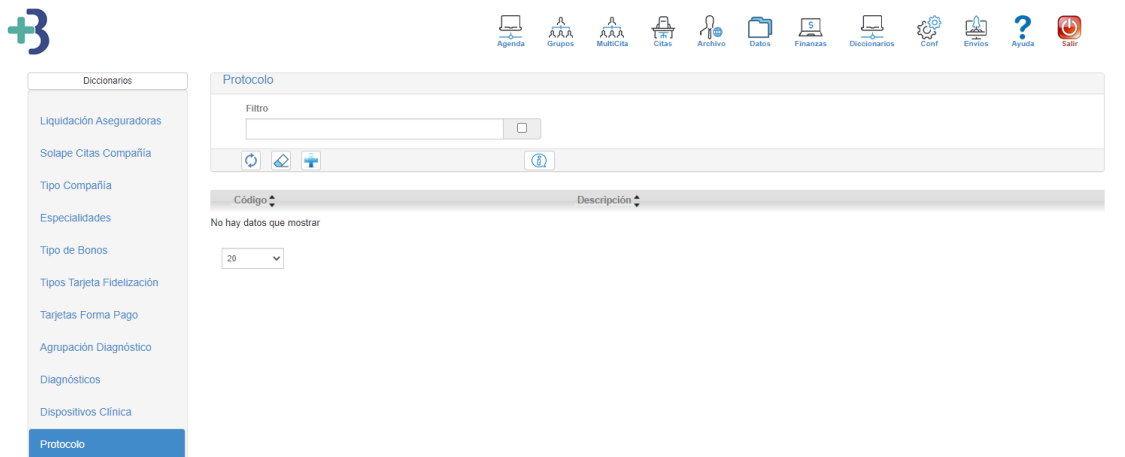 Agenda
Grupos
MultiCita
Citas
Archivo
Datos
Finanzas
Diccionarios
Conf
Envios
Ayuda
Salir
Diccionarios
Liquidación Aseguradoras
Solape Citas Compañía
Tipo Compañía
Especialidades
Tipo de Bonos
Tipos Tarjeta Fidelización
Tarjetas Forma Pago
Agrupación Diagnóstico
Diagnósticos
Dispositivos Clínica
Protocolo
Protocolo
Filtro
Código
Descripción
No hay datos que mostrar
20